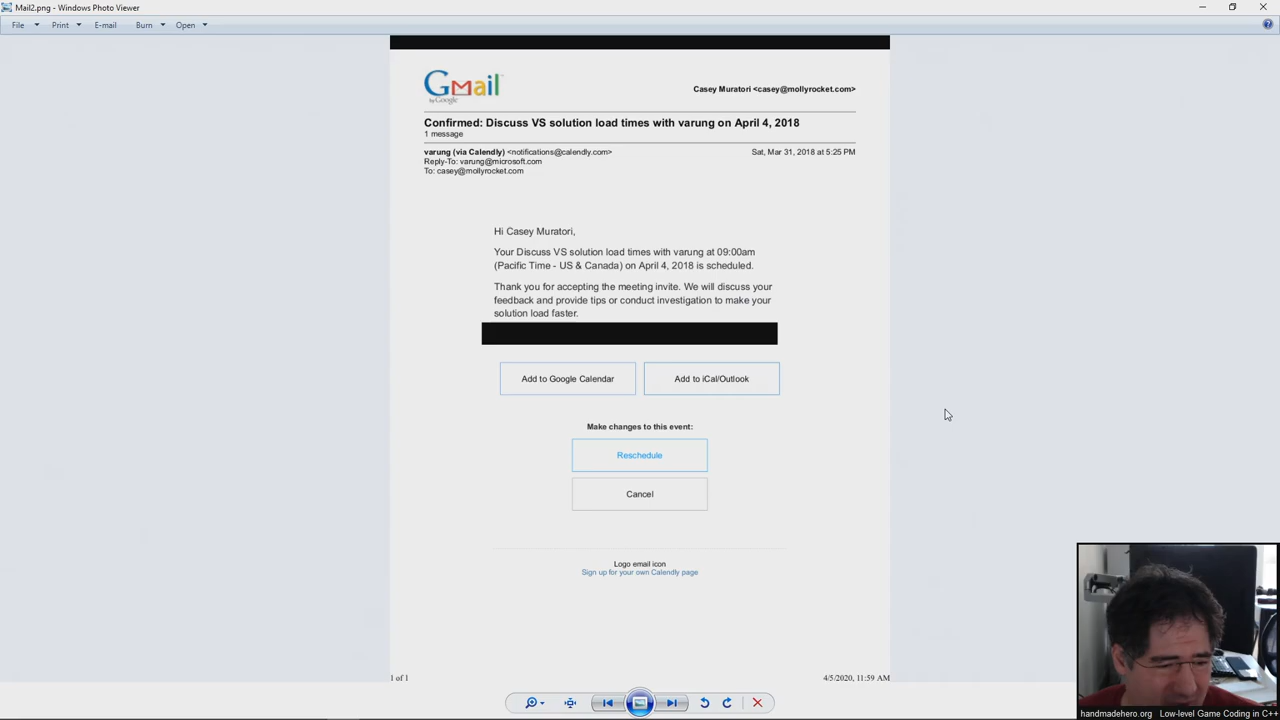 Mail2.png - Windows Photo Viewer
File Print E-mail Burn Open
Gmail
by Google
Casey Muratori <casey@mollyrocket.com>
Confirmed: Discuss VS solution load times with varung on April 4, 2018
1 message
varung (via Calendly) <notifications@calendly.com> Sat, Mar 31, 2018 at 5:25 PM
Reply-To: varung@microsoft.com
To: casey@mollyrocket.com
Hi Casey Muratori,
Your Discuss VS solution load times with varung at 09:00am
(Pacific Time - US & Canada) on April 4, 2018 is scheduled.
Thank you for accepting the meeting invite. We will discuss your
feedback and provide tips or conduct investigation to make your
solution load faster.
Add to Google Calendar Add to iCal/Outlook
Make changes to this event:
Reschedule
Cancel
Logo email icon
Sign up for your own Calendly page
1 of 1 4/5/2020, 11:59 AM
handmadehero.org Low-level Game Coding in C++